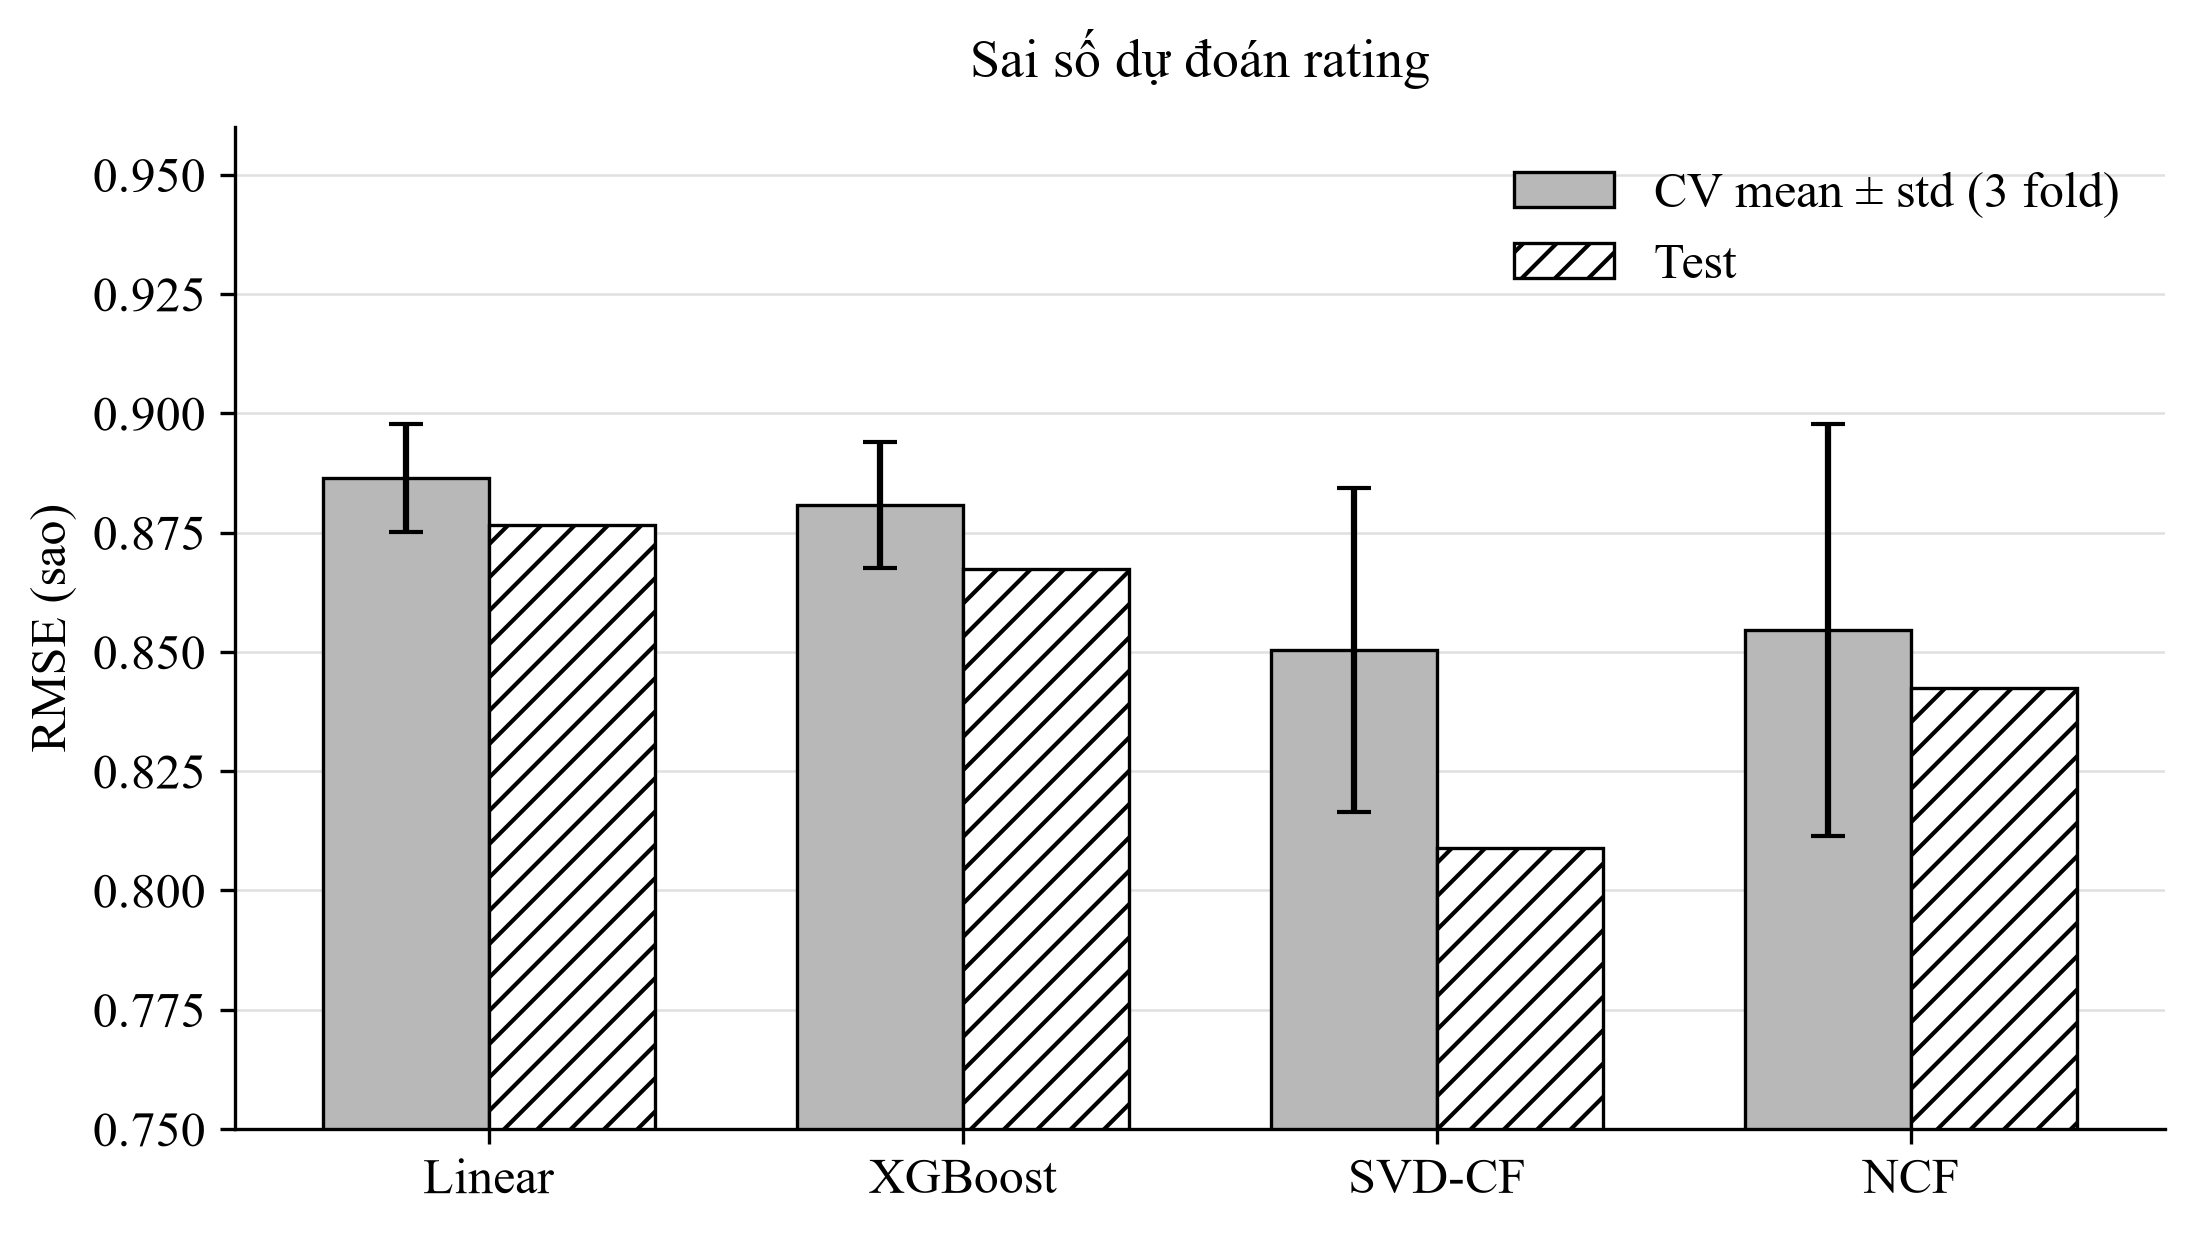 Sai số dự đoán rating
CV mean ± std (3 fold)
Test
RMSE (sao)
0.950
0.925
0.900
0.875
0.850
0.825
0.800
0.775
0.750
Linear
XGBoost
SVD-CF
NCF